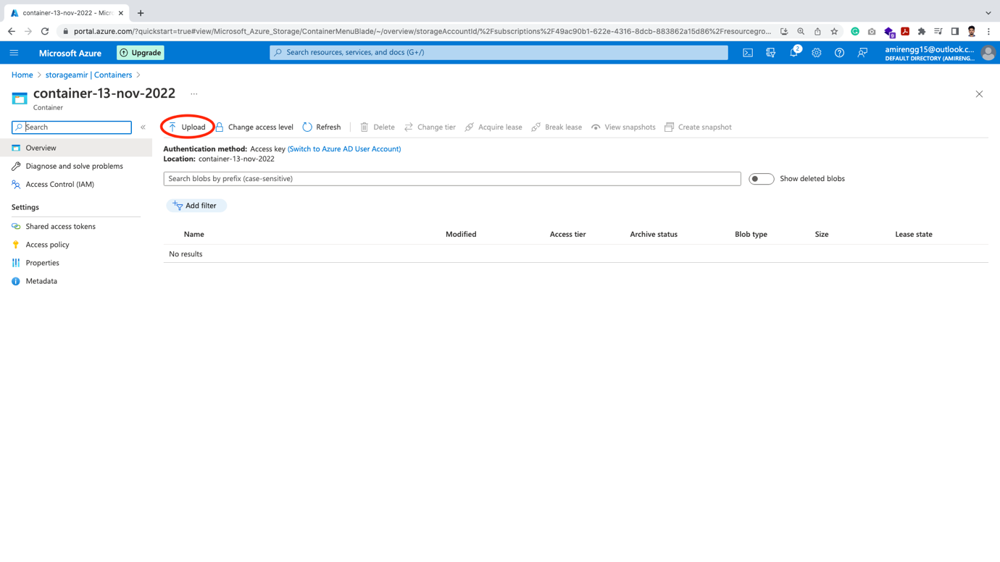 container-13-nov-2022 - Micro
portal.azure.com/?quickstart=true#view/Microsoft_Azure_Storage/ContainerMenuBlade/~/overview/storageAccountId/%2Fsubscriptions%2F49ac90b1-622e-4316-8dcb-883862a15d86%2Fresourcegro...
9
Microsoft Azure
Upgrade
Search resources, services, and docs (G+/)
2
amirengg15@outlook.c...
DEFAULT DIRECTORY (AMIRENG...
Home > storageamir | Containers >
container-13-nov-2022 ...
Container
Search «
Upload Change access level Refresh Delete Change tier Acquire lease Break lease View snapshots Create snapshot
Overview
Diagnose and solve problems
Access Control (IAM)
Settings
Shared access tokens
Access policy
Properties
Metadata
Authentication method: Access key (Switch to Azure AD User Account)
Location: container-13-nov-2022
Search blobs by prefix (case-sensitive) Show deleted blobs
Add filter
Name Modified Access tier Archive status Blob type Size Lease state
No results